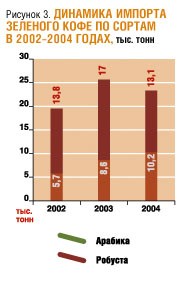 Рисунок 3. ДИНАМИКА ИМПОРТА
ЗЕЛЕНОГО КОФЕ ПО СОРТАМ
В 2002-2004 ГОДАХ, тыс. тонн
30
25
20
15
10
5
0
13,8
5,7
17
8,6
13,1
10,2
тыс.
тонн
2002
2003
2004
Арабика
Робуста